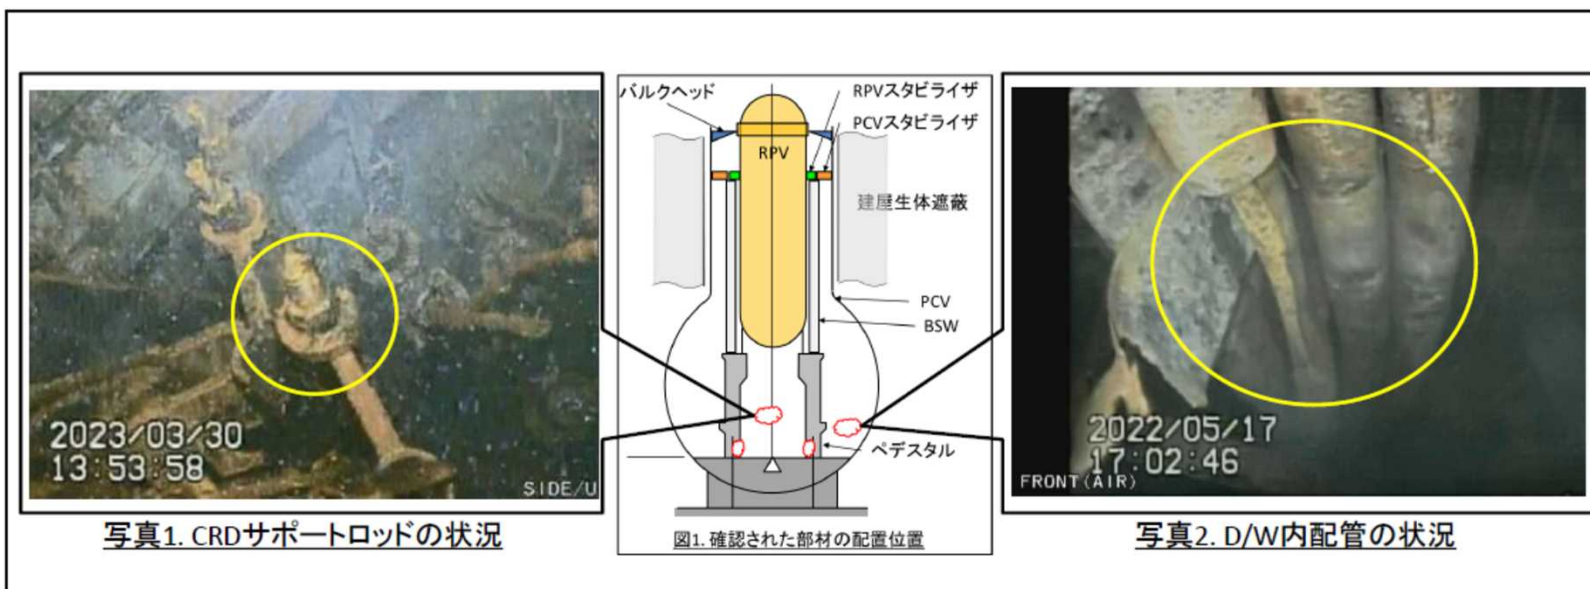 2023/03/30
13:53:58
SIDE/U
写真1. CRDサポートロッドの状況
バルクヘッド
RPVスタビライザ
PCVスタビライザ
RPV
建屋生体遮蔽
PCV
BSW
ペデスタル
図1. 確認された部材の配置位置
2022/05/17
17:02:46
FRONT(AIR)
写真2. D/W内配管の状況